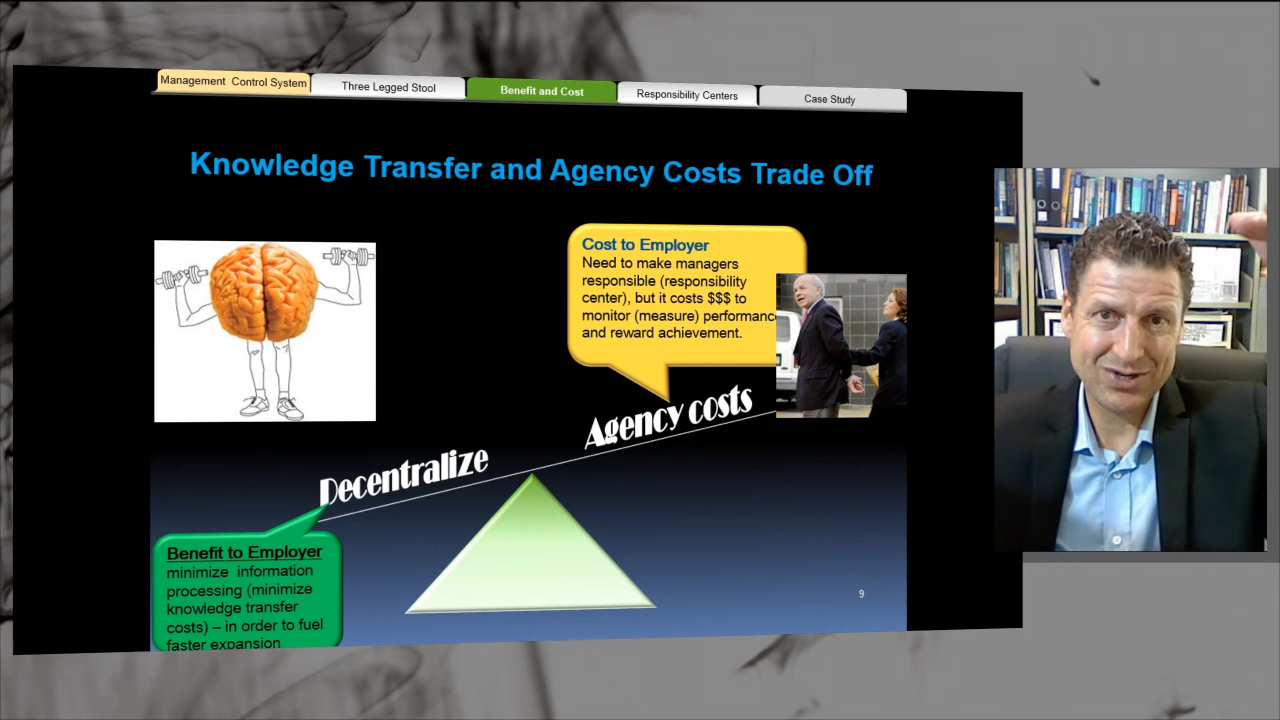 Management Control System
Three Legged Stool
Benefit and Cost
Responsibility Centers
Case Study
Knowledge Transfer and Agency Costs Trade Off
Cost to Employer
Need to make managers
responsible (responsibility
center), but it costs $$$ to
monitor (measure) performanc
and reward achievement.
Agency costs
Decentralize
Benefit to Employer
minimize information
processing (minimize
knowledge transfer
costs) – in order to fuel
faster expansion
9